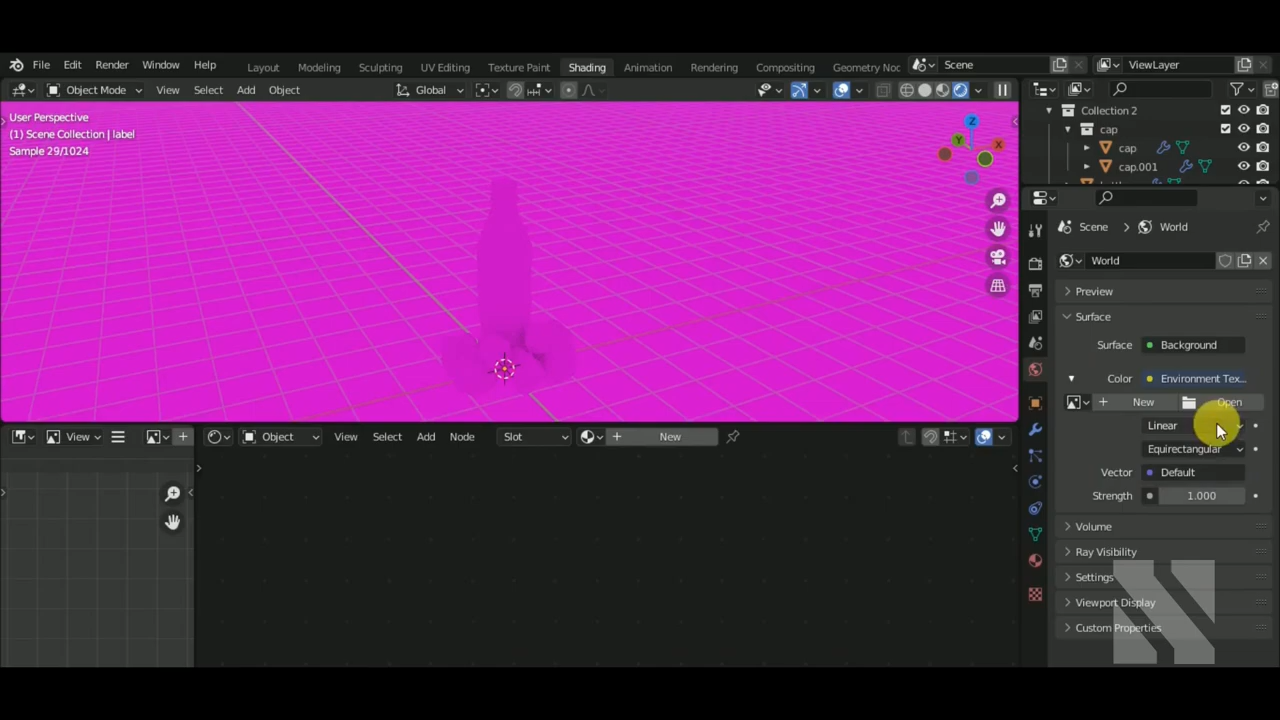 File Edit Render Window Help Layout Modeling Sculpting UV Editing Texture Paint Shading Animation Rendering Compositing Geometry Noc Scene ViewLayer
Object Mode View Select Add Object Global
User Perspective
(1) Scene Collection | label
Sample 29/1024
Z
Y
X
Collection 2
cap
cap
cap.001
Scene > World
World
Preview
Surface
Surface Background
Color Environment Tex...
New Open
Linear
Equirectangular
Vector Default
Strength 1.000
Volume
Ray Visibility
Settings
Viewport Display
Custom Properties
View
Object View Select Add Node Slot New